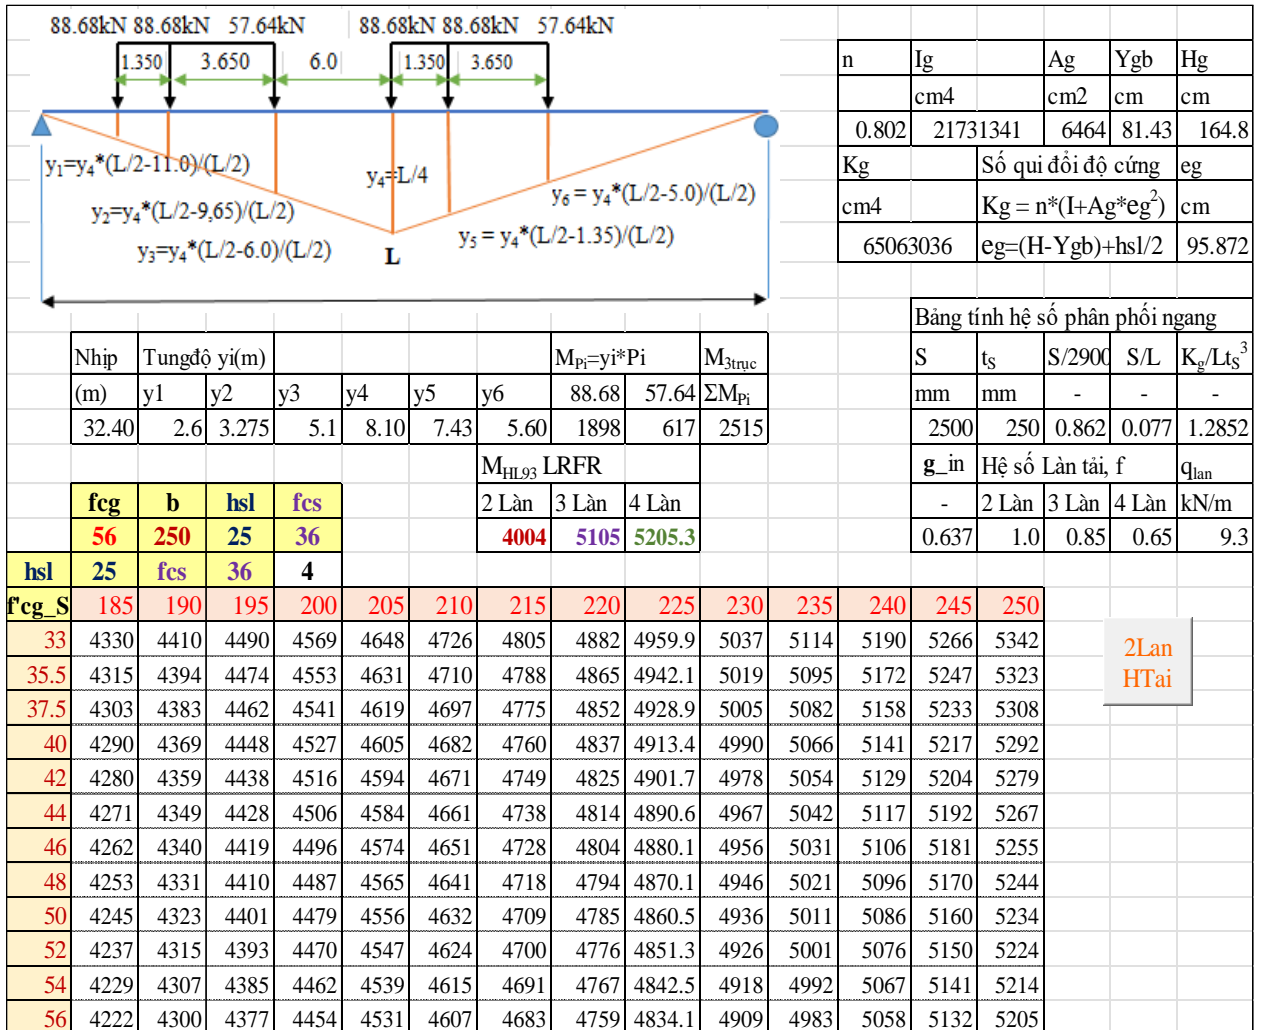 88.68kN 88.68kN 57.64kN 88.68kN 88.68kN 57.64kN
1.350 3.650 6.0 1.350 3.650
y1=y4*(L/2-11.0)/(L/2)
y4=L/4
y6 = y4*(L/2-5.0)/(L/2)
y2=y4*(L/2-9,65)/(L/2)
y5 = y4*(L/2-1.35)/(L/2)
y3=y4*(L/2-6.0)/(L/2)
L
n Ig Ag Ygb Hg
cm4 cm2 cm cm
0.802 21731341 6464 81.43 164.8
Kg Số qui đổi độ cứng eg
cm4 Kg = n*(I+Ag*eg²) cm
65063036 eg=(H-Ygb)+hsl/2 95.872
Bảng tính hệ số phân phối ngang
Nhip Tungđộ yi(m) MPi=yi*Pi M3trục
S tS S/2900 S/L Kg/LtS³
(m) y1 y2 y3 y4 y5 y6 88.68 57.64 ΣMPi
mm mm - - -
32.40 2.6 3.275 5.1 8.10 7.43 5.60 1898 617 2515
2500 250 0.862 0.077 1.2852
MHL93 LRFR
g_in Hệ số Làn tải, f qlan
fcg b hsl fcs
2 Làn 3 Làn 4 Làn
- 2 Làn 3 Làn 4 Làn kN/m
56 250 25 36
4004 5105 5205.3
0.637 1.0 0.85 0.65 9.3
hsl 25 fcs 36 4
f'cg_S 185 190 195 200 205 210 215 220 225 230 235 240 245 250
33 4330 4410 4490 4569 4648 4726 4805 4882 4959.9 5037 5114 5190 5266 5342
2Lan
HTai
35.5 4315 4394 4474 4553 4631 4710 4788 4865 4942.1 5019 5095 5172 5247 5323
37.5 4303 4383 4462 4541 4619 4697 4775 4852 4928.9 5005 5082 5158 5233 5308
40 4290 4369 4448 4527 4605 4682 4760 4837 4913.4 4990 5066 5141 5217 5292
42 4280 4359 4438 4516 4594 4671 4749 4825 4901.7 4978 5054 5129 5204 5279
44 4271 4349 4428 4506 4584 4661 4738 4814 4890.6 4967 5042 5117 5192 5267
46 4262 4340 4419 4496 4574 4651 4728 4804 4880.1 4956 5031 5106 5181 5255
48 4253 4331 4410 4487 4565 4641 4718 4794 4870.1 4946 5021 5096 5170 5244
50 4245 4323 4401 4479 4556 4632 4709 4785 4860.5 4936 5011 5086 5160 5234
52 4237 4315 4393 4470 4547 4624 4700 4776 4851.3 4926 5001 5076 5150 5224
54 4229 4307 4385 4462 4539 4615 4691 4767 4842.5 4918 4992 5067 5141 5214
56 4222 4300 4377 4454 4531 4607 4683 4759 4834.1 4909 4983 5058 5132 5205